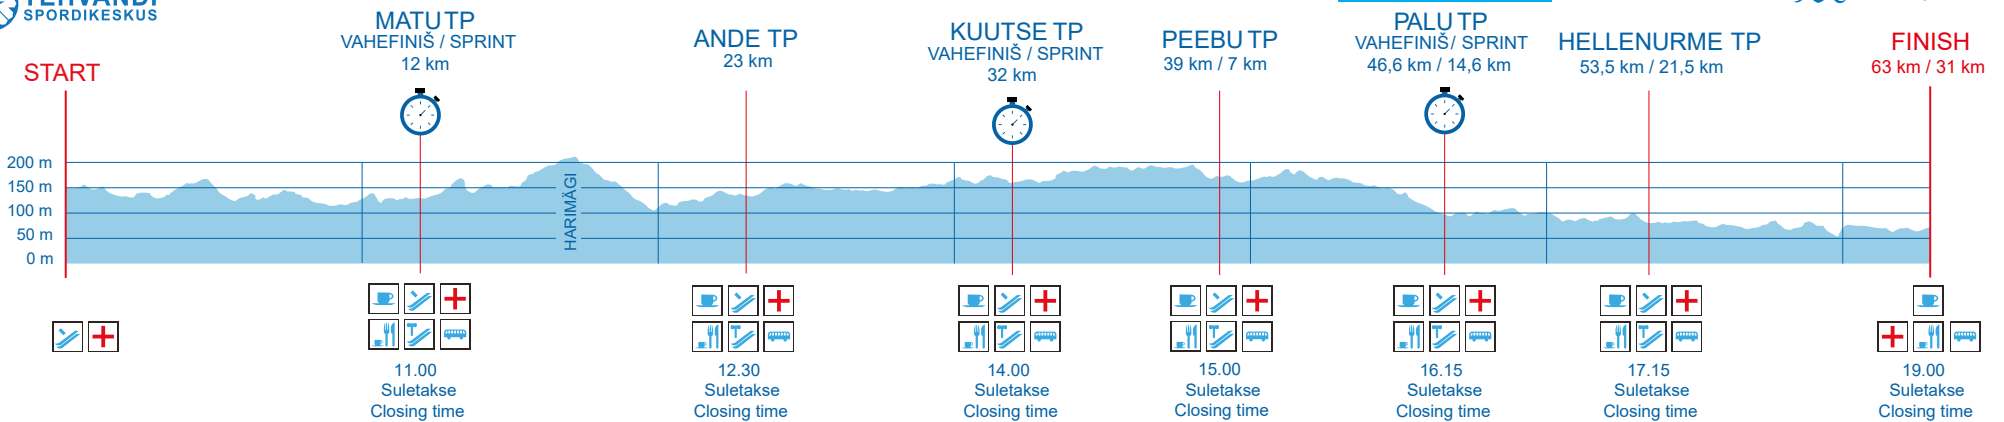 TEHVANDI
SPORDIKESKUS
START
MATU TP
VAHEFINIŠ / SPRINT
12 km
ANDE TP
23 km
KUUTSE TP
VAHEFINIŠ / SPRINT
32 km
PEEBU TP
39 km / 7 km
PALU TP
VAHEFINIŠ/ SPRINT
46,6 km / 14,6 km
HELLENURME TP
53,5 km / 21,5 km
FINISH
63 km / 31 km
200 m
150 m
100 m
50 m
0 m
HARIMÄGI
11.00
Suletakse
Closing time
12.30
Suletakse
Closing time
14.00
Suletakse
Closing time
15.00
Suletakse
Closing time
16.15
Suletakse
Closing time
17.15
Suletakse
Closing time
19.00
Suletakse
Closing time